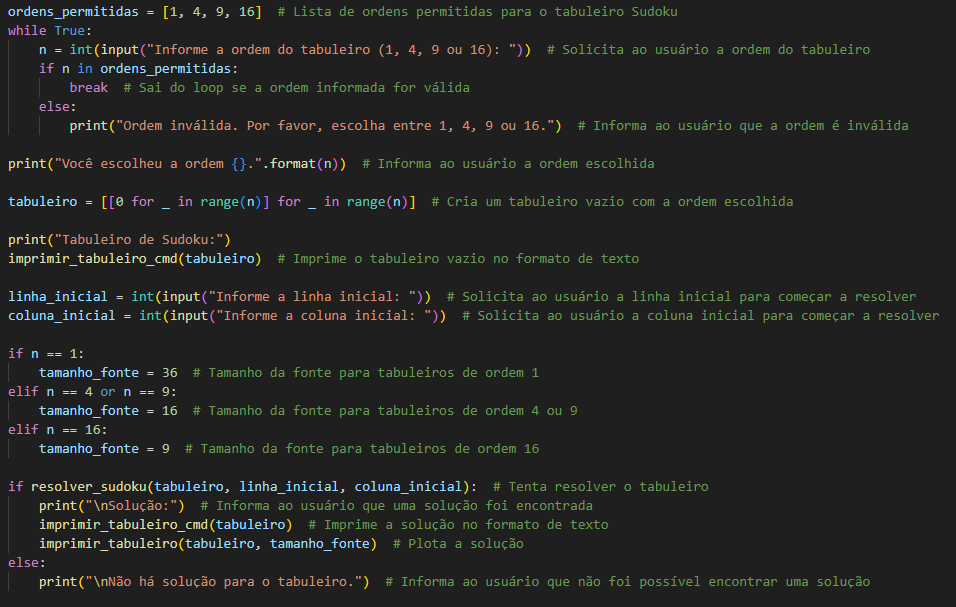 ordens_permitidas = [1, 4, 9, 16]  # Lista de ordens permitidas para o tabuleiro Sudoku
while True:
    n = int(input("Informe a ordem do tabuleiro (1, 4, 9 ou 16): "))  # Solicita ao usuário a ordem do tabuleiro
    if n in ordens_permitidas:
        break  # Sai do loop se a ordem informada for válida
    else:
        print("Ordem inválida. Por favor, escolha entre 1, 4, 9 ou 16.")  # Informa ao usuário que a ordem é inválida

print("Você escolheu a ordem {}.".format(n))  # Informa ao usuário a ordem escolhida

tabuleiro = [[0 for _ in range(n)] for _ in range(n)]  # Cria um tabuleiro vazio com a ordem escolhida

print("Tabuleiro de Sudoku:")
imprimir_tabuleiro_cmd(tabuleiro)  # Imprime o tabuleiro vazio no formato de texto

linha_inicial = int(input("Informe a linha inicial: "))  # Solicita ao usuário a linha inicial para começar a resolver
coluna_inicial = int(input("Informe a coluna inicial: "))  # Solicita ao usuário a coluna inicial para começar a resolver

if n == 1:
    tamanho_fonte = 36  # Tamanho da fonte para tabuleiros de ordem 1
elif n == 4 or n == 9:
    tamanho_fonte = 16  # Tamanho da fonte para tabuleiros de ordem 4 ou 9
elif n == 16:
    tamanho_fonte = 9  # Tamanho da fonte para tabuleiros de ordem 16

if resolver_sudoku(tabuleiro, linha_inicial, coluna_inicial):  # Tenta resolver o tabuleiro
    print("\nSolução:")  # Informa ao usuário que uma solução foi encontrada
    imprimir_tabuleiro_cmd(tabuleiro)  # Imprime a solução no formato de texto
    imprimir_tabuleiro(tabuleiro, tamanho_fonte)  # Plota a solução
else:
    print("\nNão há solução para o tabuleiro.")  # Informa ao usuário que não foi possível encontrar uma solução